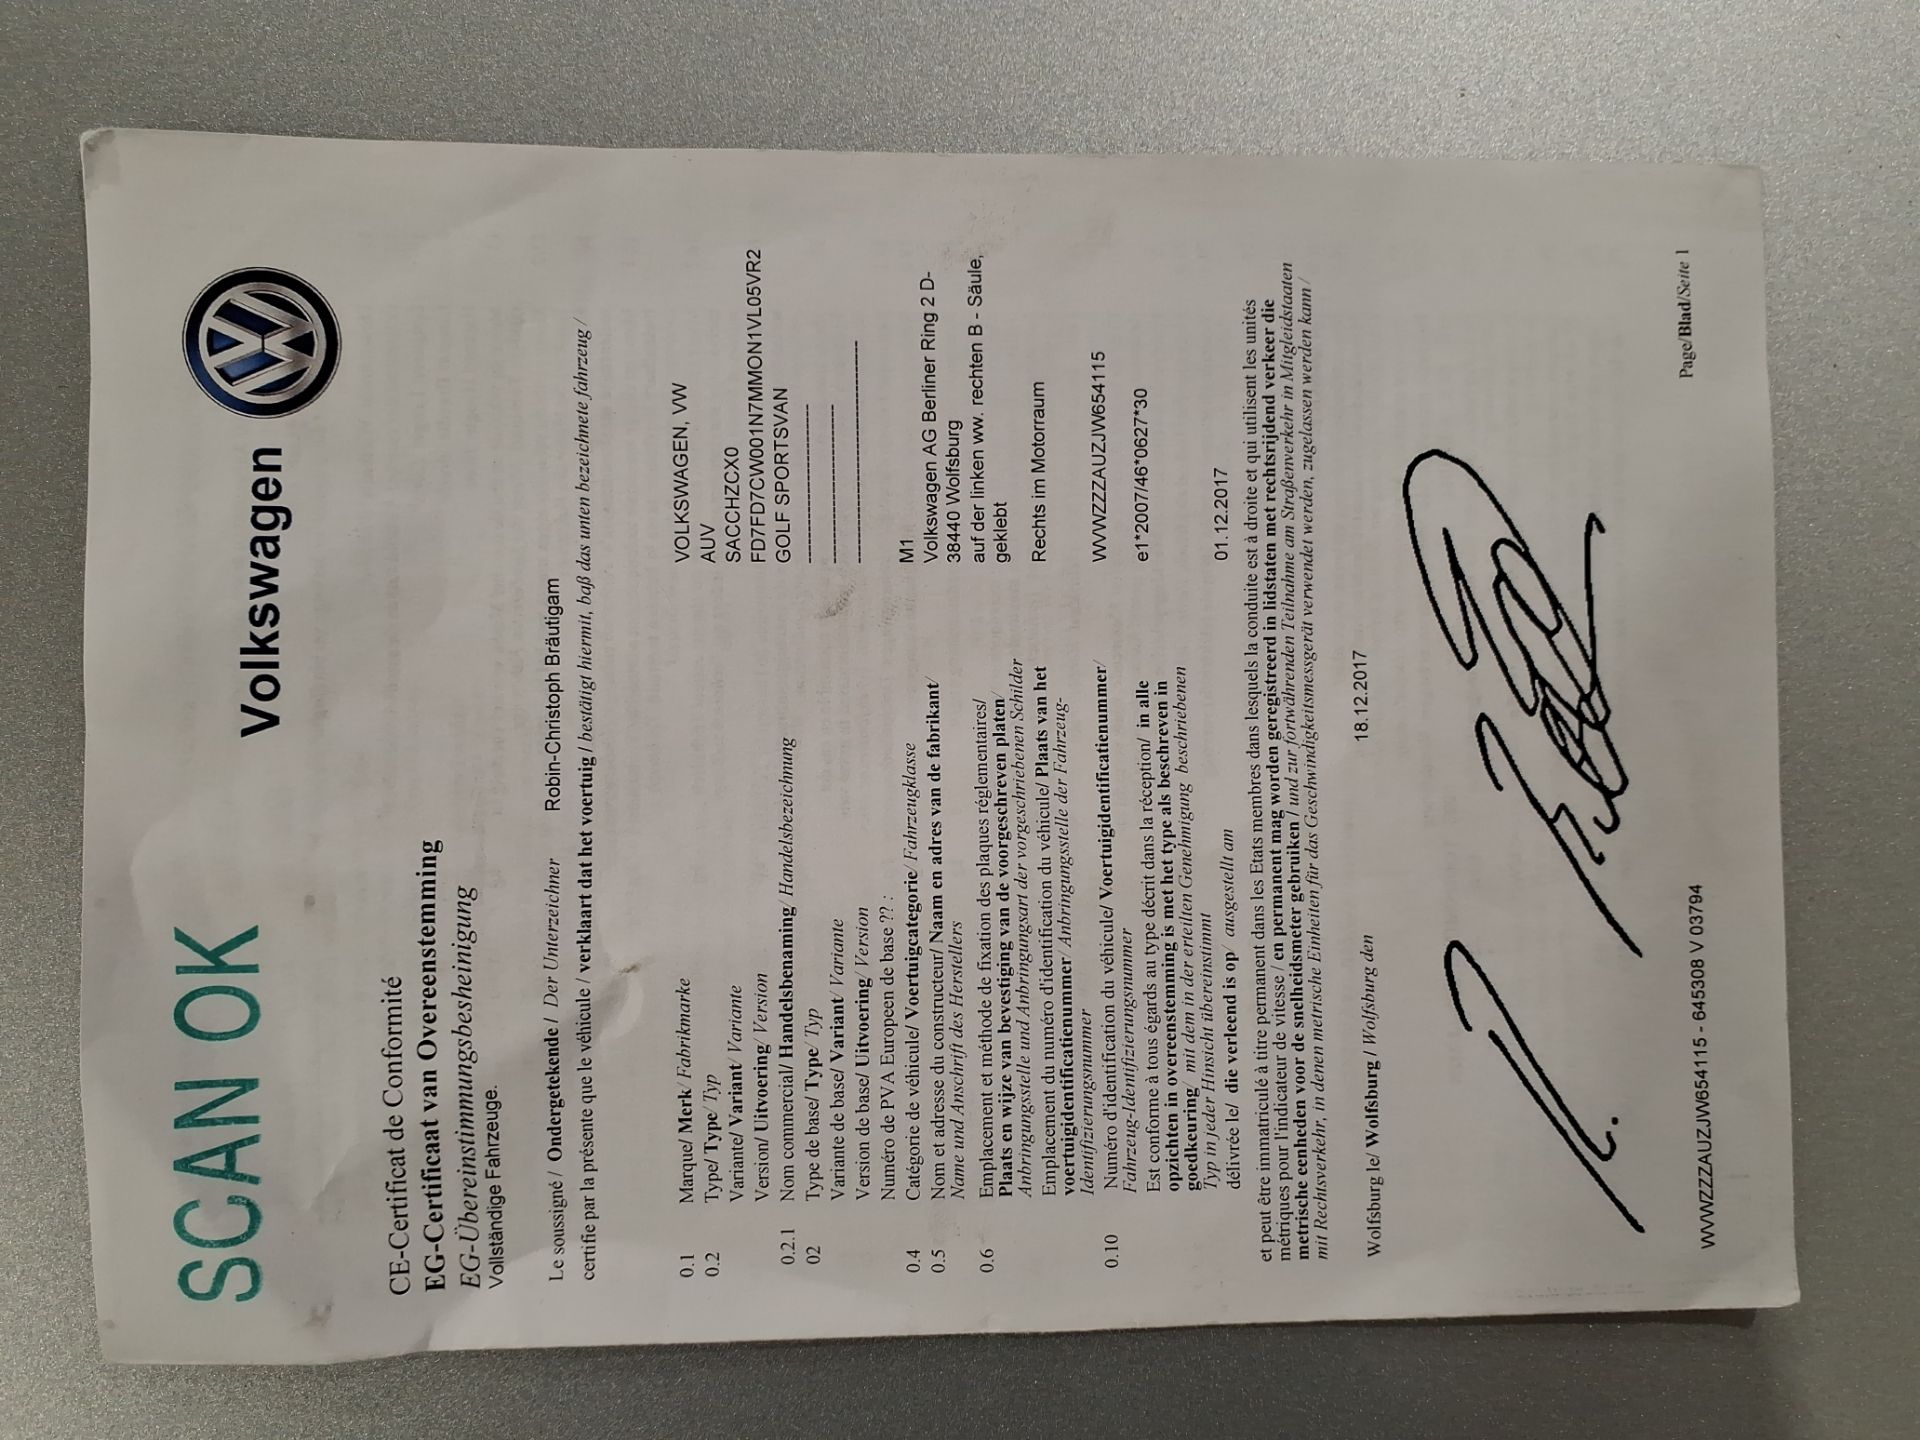 SCAN OK
Volkswagen
CE-Certificat de Conformité
EG-Certificaat van Overeenstemming
EG-Übereinstimmungsbesheinigung
Vollständige Fahrzeuge.
Le soussigné / Ondergetekende / Der Unterzeichner Robin-Christoph Bräutigam
certifie par la présente que le véhicule / verklaart dat het voertuig / bestätigt hiermit, baß das unten bezeichnete fahrzeug /
0.1 Marque/ Merk/ Fabrikmarke VOLKSWAGEN, VW
0.2 Type/ Type/ Typ AUV
Variante/ Variant/ Variante SACCHZCX0
Version/ Uitvoering/ Version FD7FD7CW001N7MMON1VL05VR2
0.2.1 Nom commercial/ Handelsbenaming/ Handelsbezeichnung GOLF SPORTSVAN
02 Type de base/ Type/ Typ --------------------
Variante de base/ Variant/ Variante --------------------
Version de base/ Uitvoering/ Version ----------------------------
Numéro de PVA Europeen de base ?? :
0.4 Catégorie de véhicule/ Voertuigcategorie/ Fahrzeugklasse M1
0.5 Nom et adresse du constructeur/ Naam en adres van de fabrikant/ Volkswagen AG Berliner Ring 2 D-
Name und Anschrift des Herstellers 38440 Wolfsburg
0.6 Emplacement et méthode de fixation des plaques réglementaires/ auf der linken ww. rechten B - Säule,
Plaats en wijze van bevestiging van de voorgeschreven platen/ geklebt
Anbringungsstelle und Anbringungsart der vorgeschriebenen Schilder
Emplacement du numéro d'identification du véhicule/ Plaats van het Rechts im Motorraum
voertuigidentificatienummer/ Anbringungsstelle der Fahrzeug-
Identifizierungsnummer
0.10 Numéro d'identification du véhicule/ Voertuigidentificatienummer/ WVWZZZAUZJW654115
Fahrzeug-Identifizierungsnummer
Est conforme à tous égards au type décrit dans la réception/ in alle e1*2007/46*0627*30
opzichten in overeenstemming is met het type als beschreven in
goedkeuring/ mit dem in der erteilten Genehmigung beschriebenen
Typ in jeder Hinsicht übereinstimmt
délivrée le/ die verleend is op/ ausgestellt am 01.12.2017
et peut être immatriculé à titre permanent dans les Etats membres dans lesquels la conduite est à droite et qui utilisent les unités
métriques pour l'indicateur de vitesse / en permanent mag worden geregistreerd in lidstaten met rechtsrijdend verkeer die
metrische eenheden voor de snelheidsmeter gebruiken / und zur fortwährenden Teilnahme am Straßenverkehr in Mitgleidstaaten
mit Rechtsverkehr, in denen metrische Einheiten für das Geschwindigkeitsmessgerät verwendet werden, zugelassen werden kann /
Wolfsburg le/ Wolfsburg / Wolfsburg den 18.12.2017
WVWZZZAUZJW654115 - 645308 V 03794 Page/Blad/Seite 1